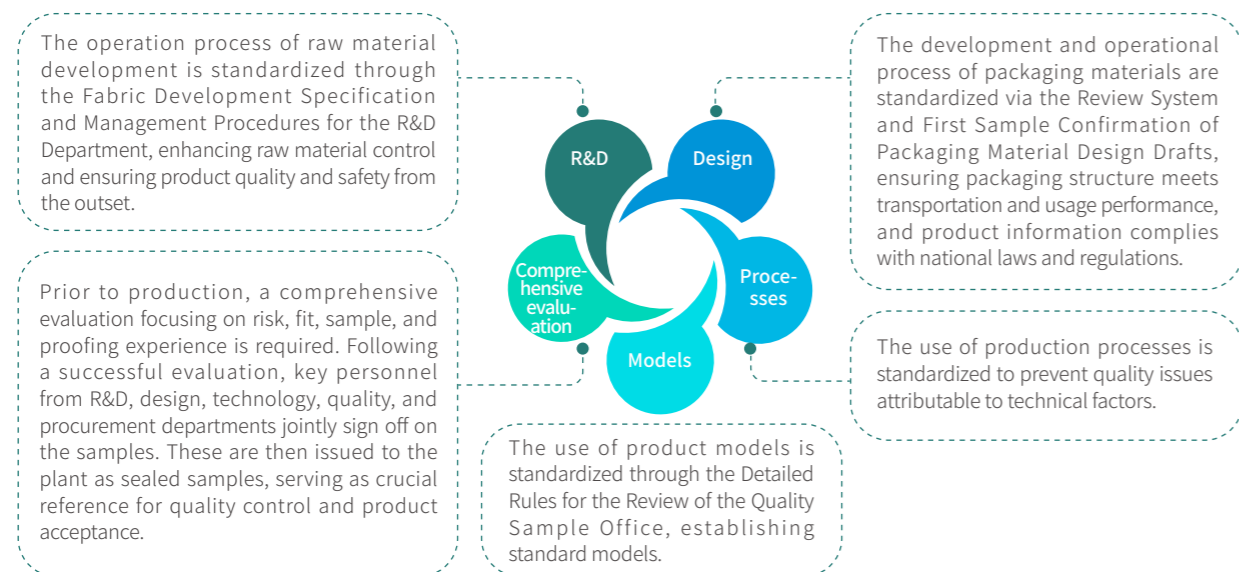 The operation process of raw material
development is standardized through
the Fabric Development Specification
and Management Procedures for the R&D
Department, enhancing raw material control
and ensuring product quality and safety from
the outset.
R&D
Design
The development and operational
process of packaging materials are
standardized via the Review System
and First Sample Confirmation of
Packaging Material Design Drafts,
ensuring packaging structure meets
transportation and usage performance,
and product information complies
with national laws and regulations.
Prior to production, a comprehensive
evaluation focusing on risk, fit, sample, and
proofing experience is required. Following
a successful evaluation, key personnel
from R&D, design, technology, quality, and
procurement departments jointly sign off on
the samples. These are then issued to the
plant as sealed samples, serving as crucial
reference for quality control and product
acceptance.
Compre-
hensive
evalu-
ation
Proce-
sses
Models
The use of production processes is
standardized to prevent quality issues
attributable to technical factors.
The use of product models is
standardized through the Detailed
Rules for the Review of the Quality
Sample Office, establishing
standard models.